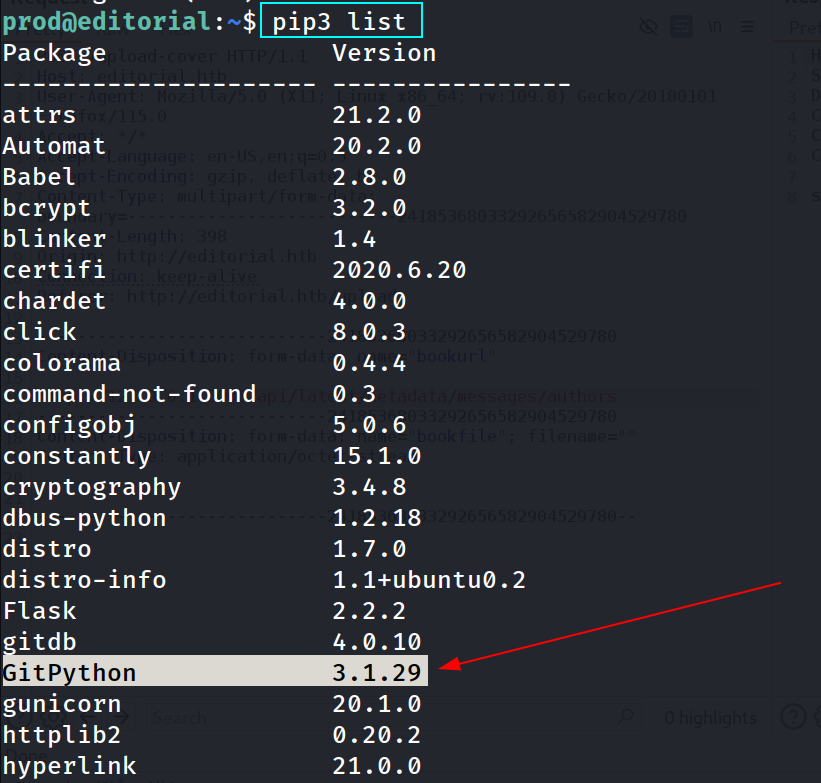 prod@editorial:~$ pip3 list
Package Version
--------------------- ----------------
attrs 21.2.0
Automat 20.2.0
Babel 2.8.0
bcrypt 3.2.0
blinker 1.4
certifi 2020.6.20
chardet 4.0.0
click 8.0.3
colorama 0.4.4
command-not-found 0.3
configobj 5.0.6
constantly 15.1.0
cryptography 3.4.8
dbus-python 1.2.18
distro 1.7.0
distro-info 1.1+ubuntu0.2
Flask 2.2.2
gitdb 4.0.10
GitPython 3.1.29
gunicorn 20.1.0
httplib2 0.20.2
hyperlink 21.0.0
Search
0 highlights